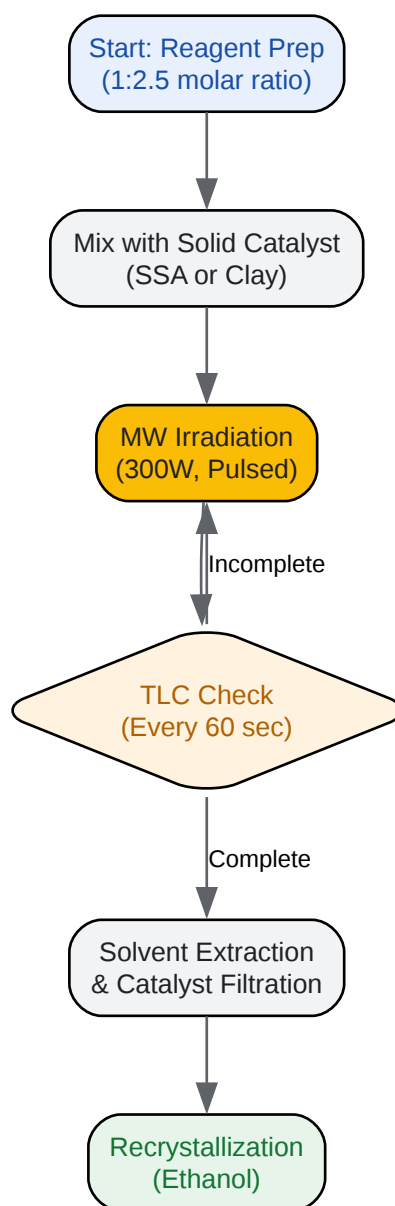 Start: Reagent Prep
(1:2.5 molar ratio)
Mix with Solid Catalyst
(SSA or Clay)
MW Irradiation
(300W, Pulsed)
Incomplete
TLC Check
(Every 60 sec)
Complete
Solvent Extraction
& Catalyst Filtration
Recrystallization
(Ethanol)